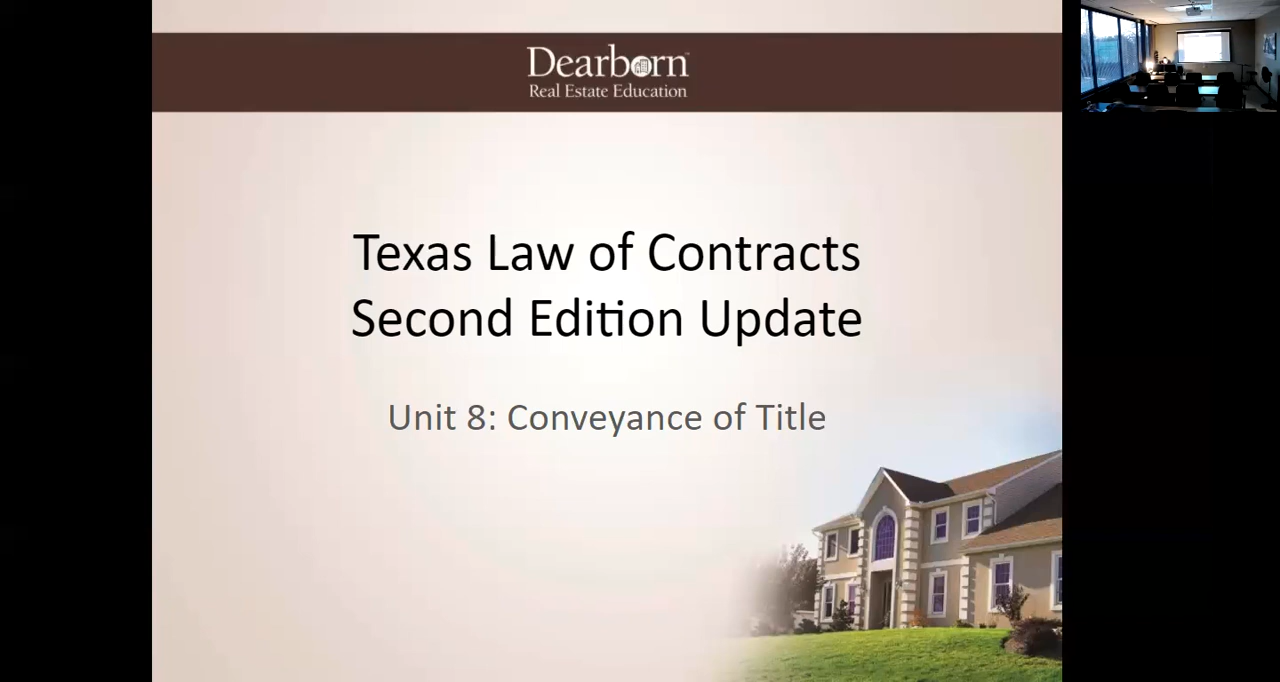 Dearborn
Real Estate Education
Texas Law of Contracts
Second Edition Update
Unit 8: Conveyance of Title